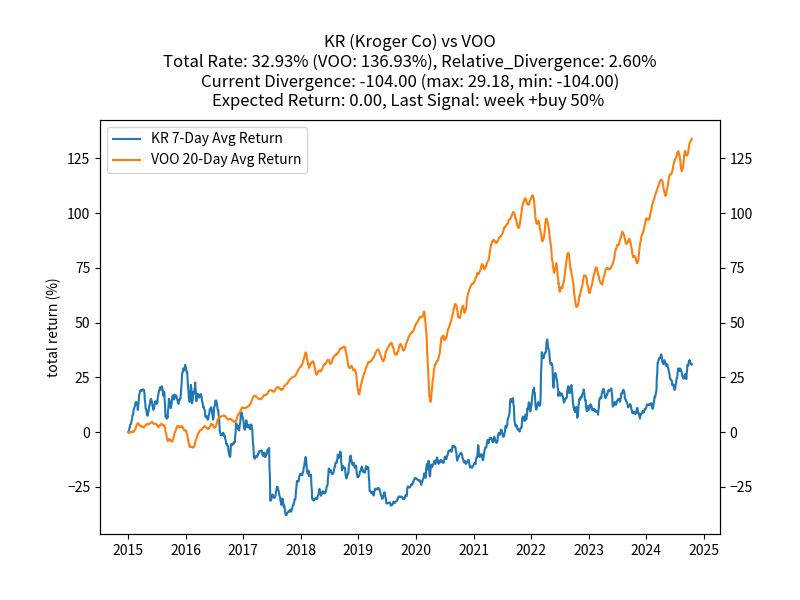 KR (Kroger Co) vs VOO
Total Rate: 32.93% (VOO: 136.93%), Relative_Divergence: 2.60%
Current Divergence: -104.00 (max: 29.18, min: -104.00)
Expected Return: 0.00, Last Signal: week +buy 50%
KR 7-Day Avg Return
VOO 20-Day Avg Return
total return (%)
125
100
75
50
25
0
−25
125
100
75
50
25
0
−25
2015 2016 2017 2018 2019 2020 2021 2022 2023 2024 2025